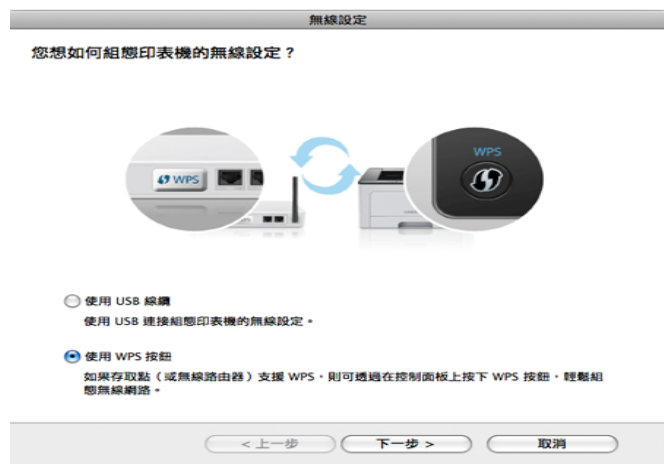 無線設定
您想如何組態印表機的無線設定？
WPS
WPS
使用 USB 線纜
使用 USB 連接組態印表機的無線設定。
使用 WPS 按鈕
如果存取點（或無線路由器）支援 WPS，則可透過在控制面板上按下 WPS 按鈕，輕鬆組
態無線網路。
< 上一步
下一步 >
取消